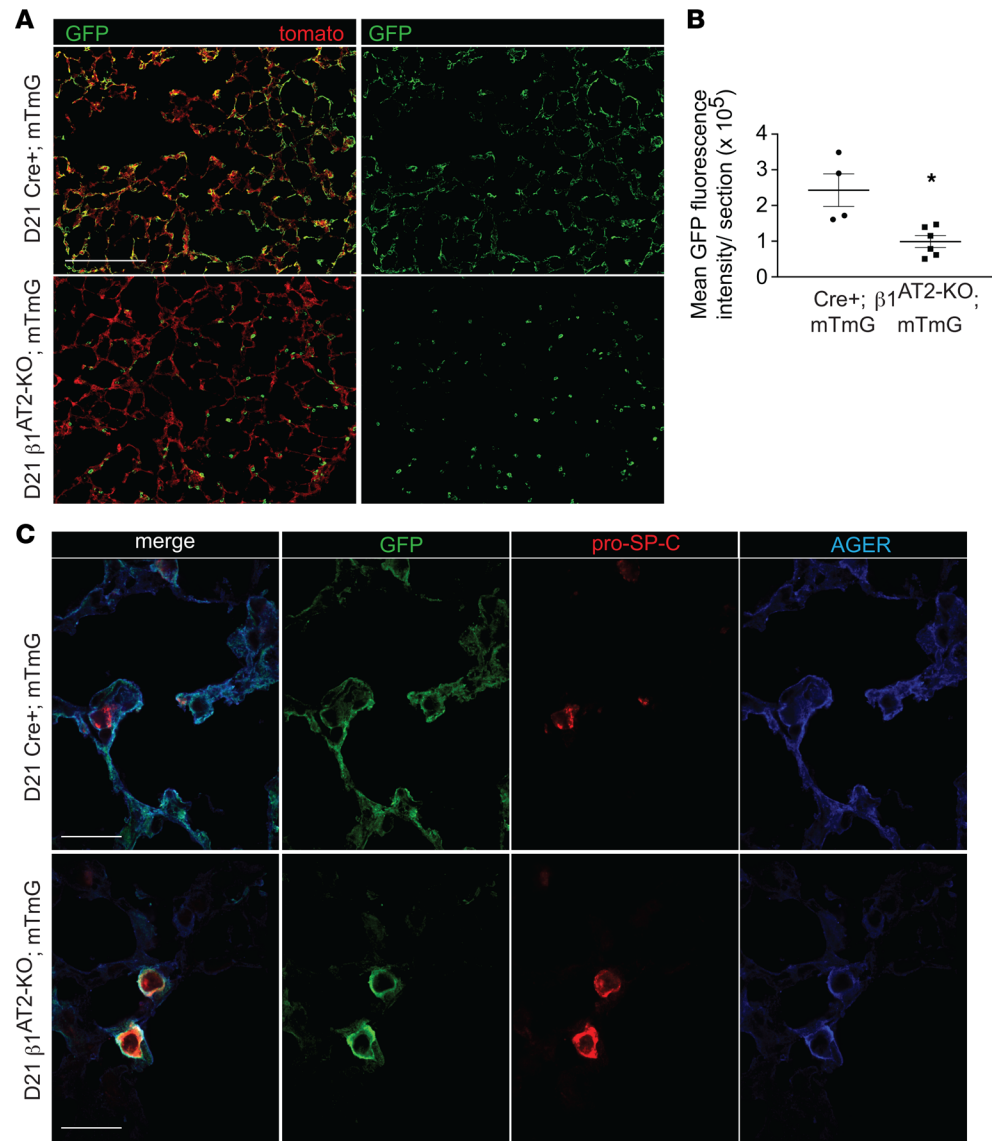 A
GFP tomato GFP
D21 Cre+; mTmG
D21 β1AT2-KO; mTmG
B
Mean GFP fluorescence
intensity/ section (x 10⁵)
4
3
2
1
0
*
Cre+; β1AT2-KO;
mTmG mTmG
C
merge GFP pro-SP-C AGER
D21 Cre+; mTmG
D21 β1AT2-KO; mTmG